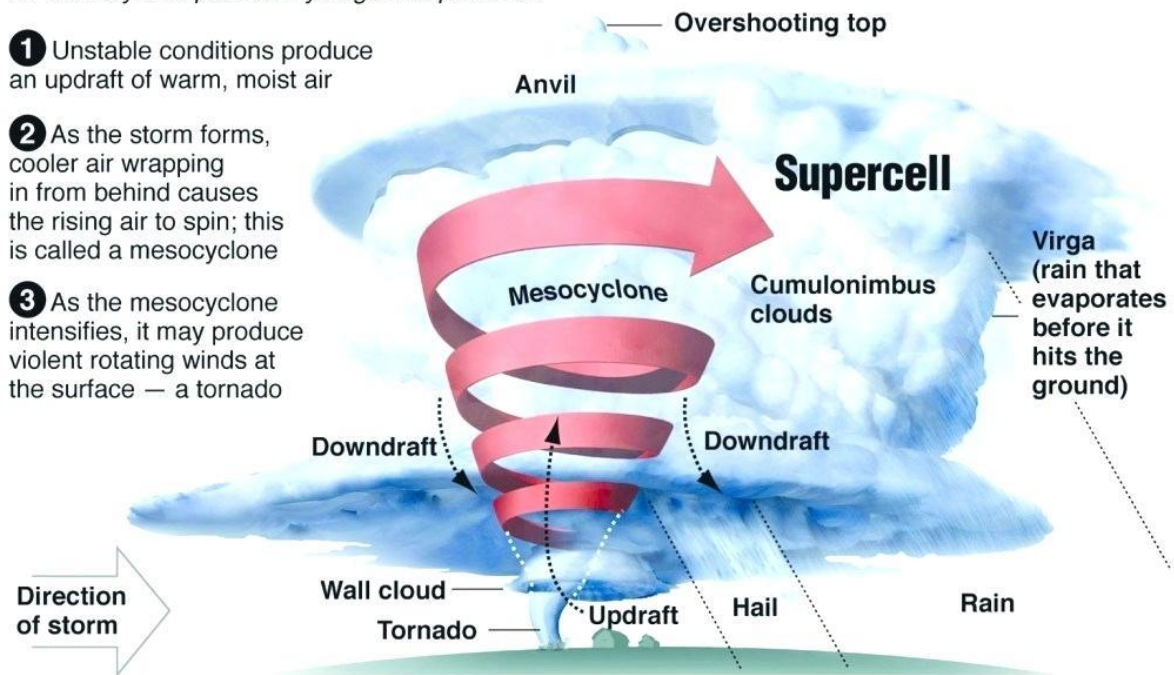 1 Unstable conditions produce
an updraft of warm, moist air
2 As the storm forms,
cooler air wrapping
in from behind causes
the rising air to spin; this
is called a mesocyclone
3 As the mesocyclone
intensifies, it may produce
violent rotating winds at
the surface — a tornado
Overshooting top
Anvil
Supercell
Mesocyclone
Cumulonimbus
clouds
Virga
(rain that
evaporates
before it
hits the
ground)
Downdraft
Downdraft
Direction
of storm
Wall cloud
Tornado
Updraft
Hail
Rain